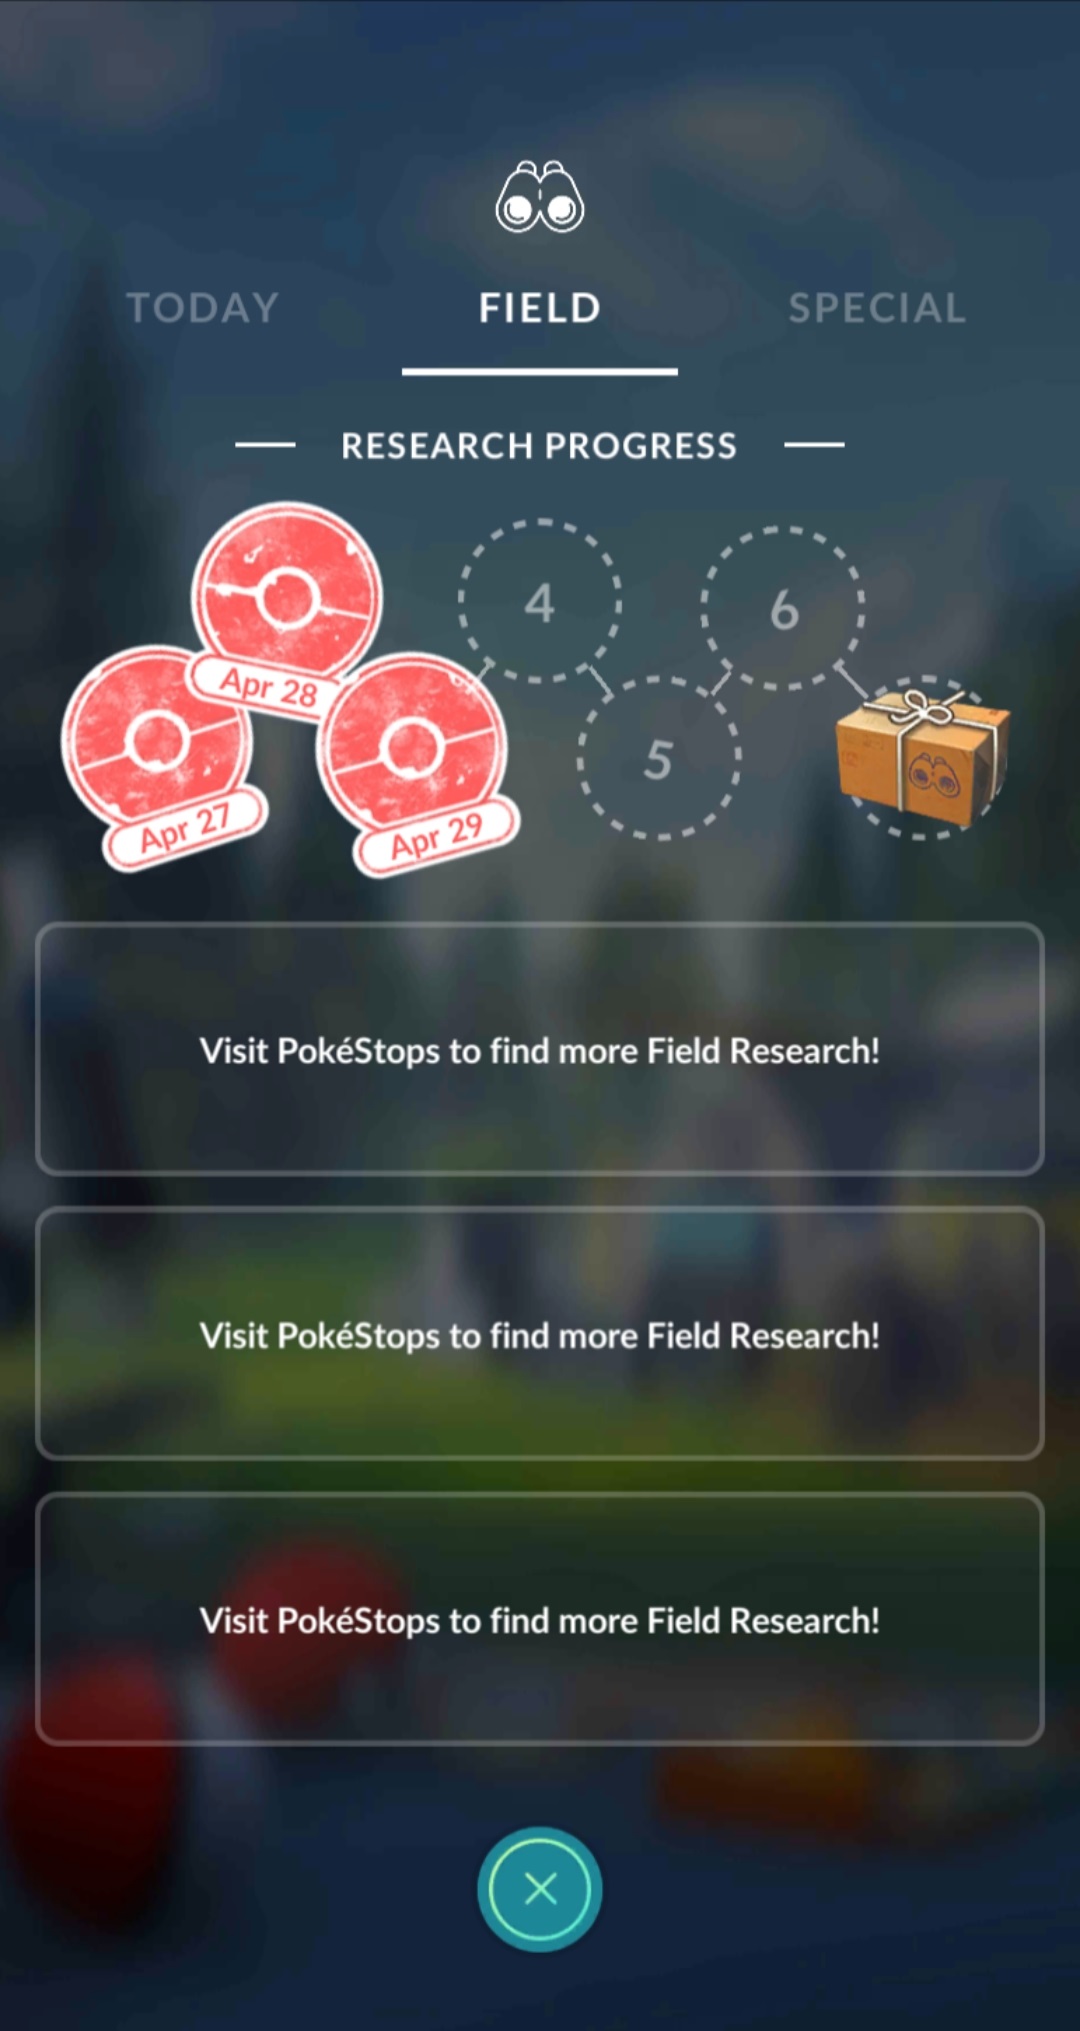 TODAY
FIELD
SPECIAL
RESEARCH PROGRESS
Apr 27
Apr 28
Apr 29
4
5
6
Visit PokéStops to find more Field Research!
Visit PokéStops to find more Field Research!
Visit PokéStops to find more Field Research!